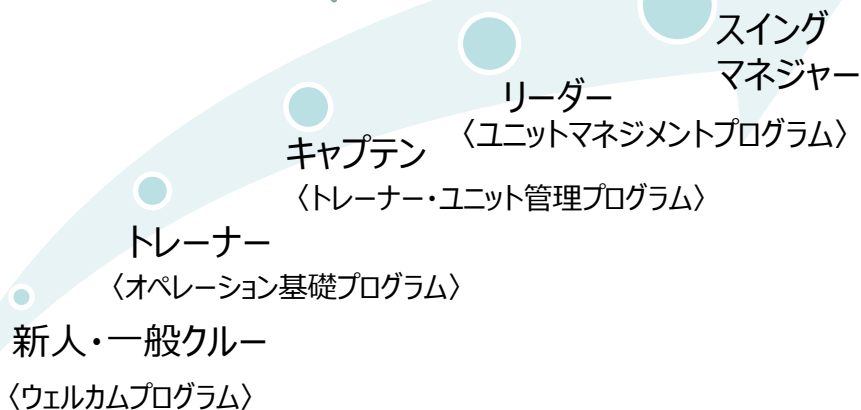 スイング
マネジャー
リーダー
〈ユニットマネジメントプログラム〉
キャプテン
〈トレーナー・ユニット管理プログラム〉
トレーナー
〈オペレーション基礎プログラム〉
新人・一般クルー
〈ウェルカムプログラム〉